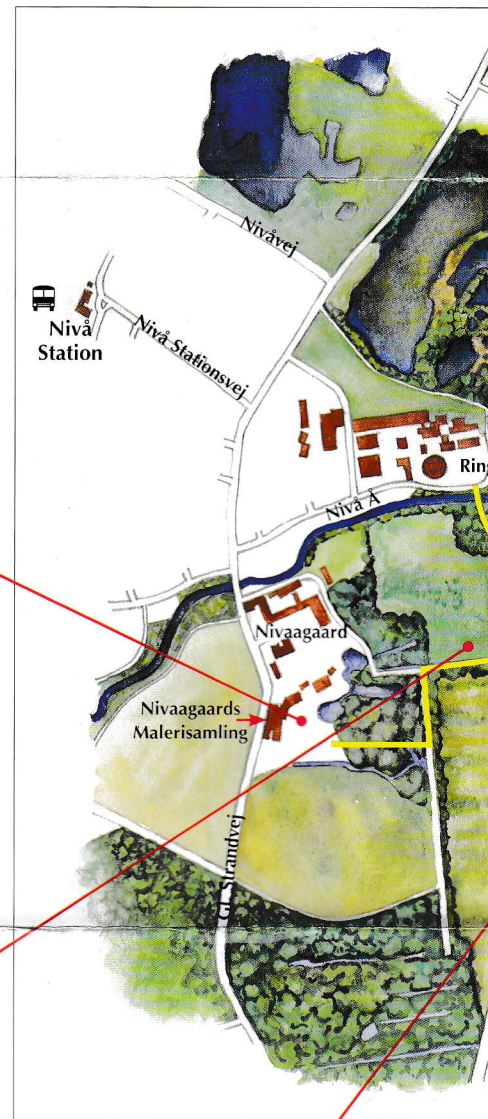 Nivåvej
Nivå
Station
Nivå Stationsvej
Nivå Å
Nivaagaard
Nivaagaards
Malerisamling
Gl. Strandvej